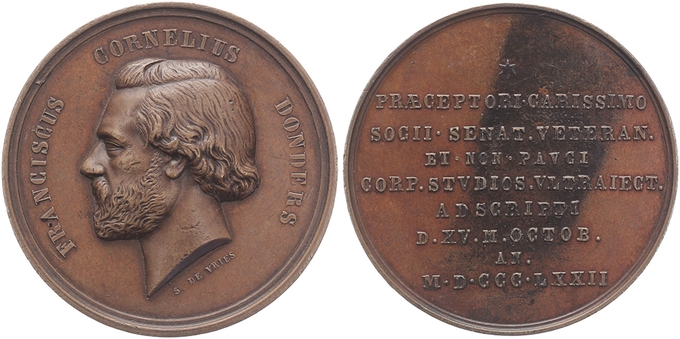 FRANCISCUS CORNELIUS DONDERS
S. DE VRIES
PRÆCEPTORI·CARISSIMO
SOCII· SENAT. VETERAN.
ET · NON · PAVCI
CORP. STVDIOS. VLTRAIECT.
ADSCRIPTI
D. XV. M. OCTOB.
AN.
M·D·CCC·LXXII